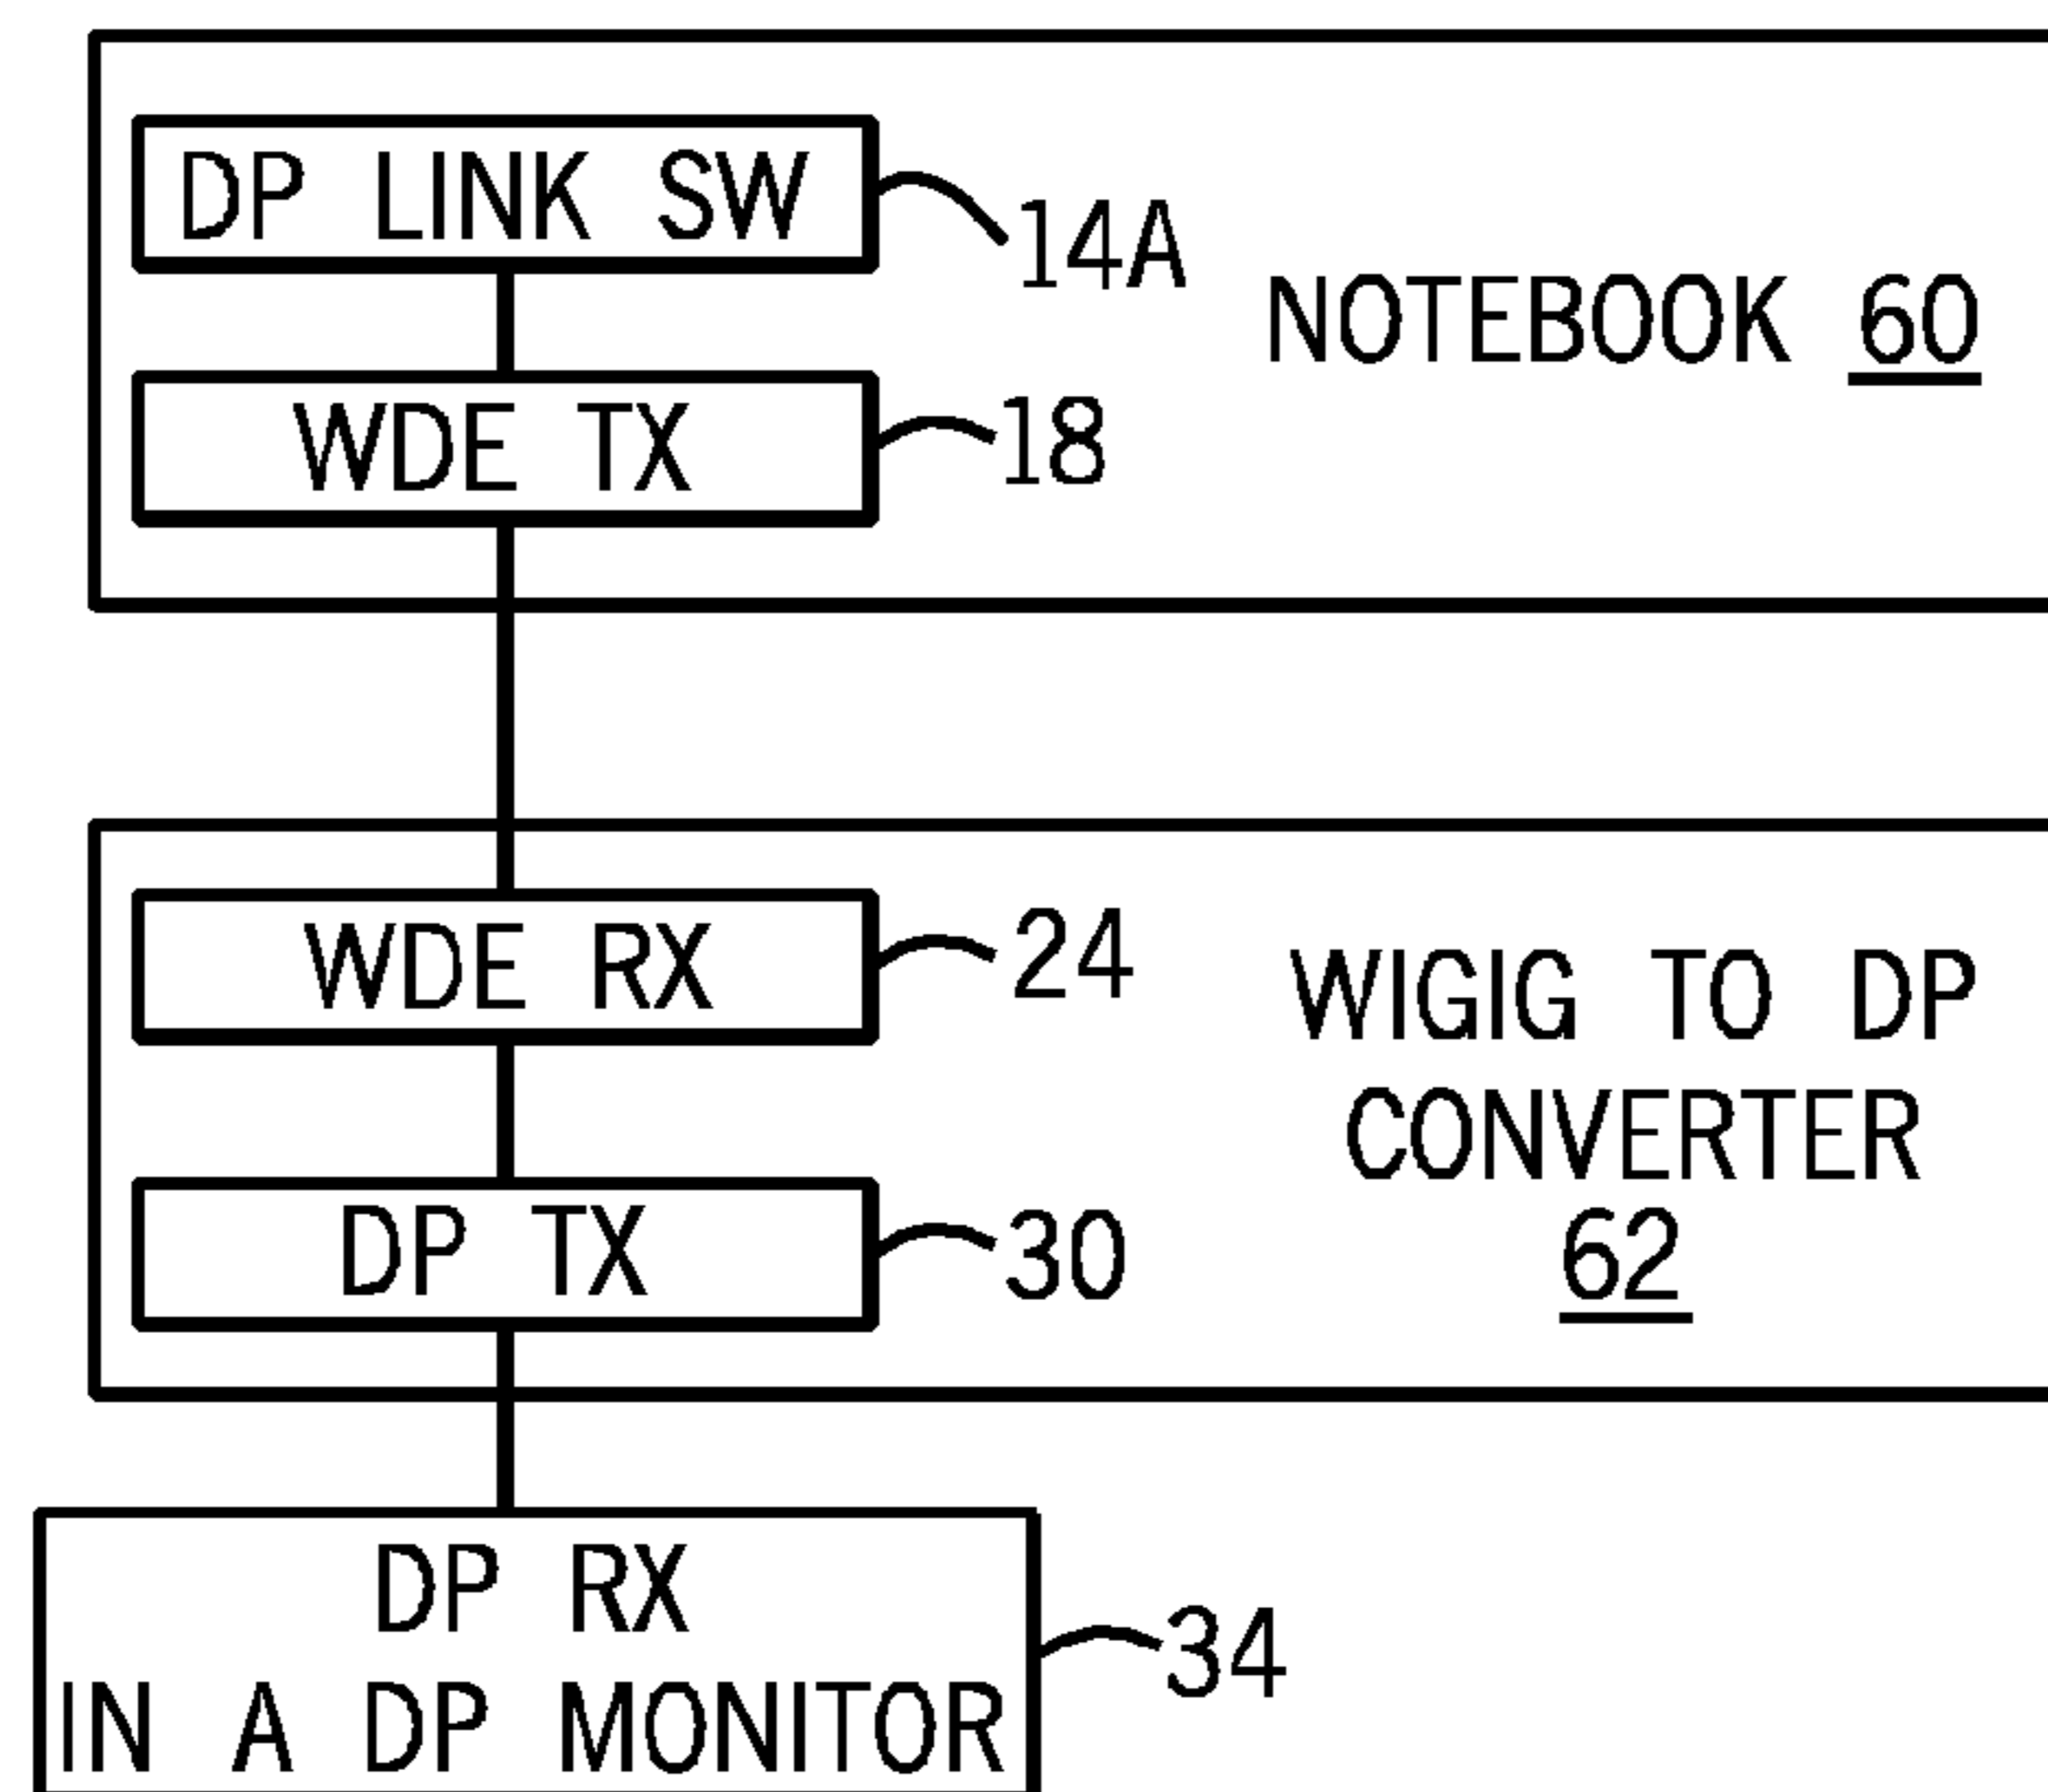 DP LINK SW
14A
NOTEBOOK 60
WDE TX
18
WDE RX
24
WIGIG TO DP
CONVERTER
62
DP TX
30
DP RX
IN A DP MONITOR
34